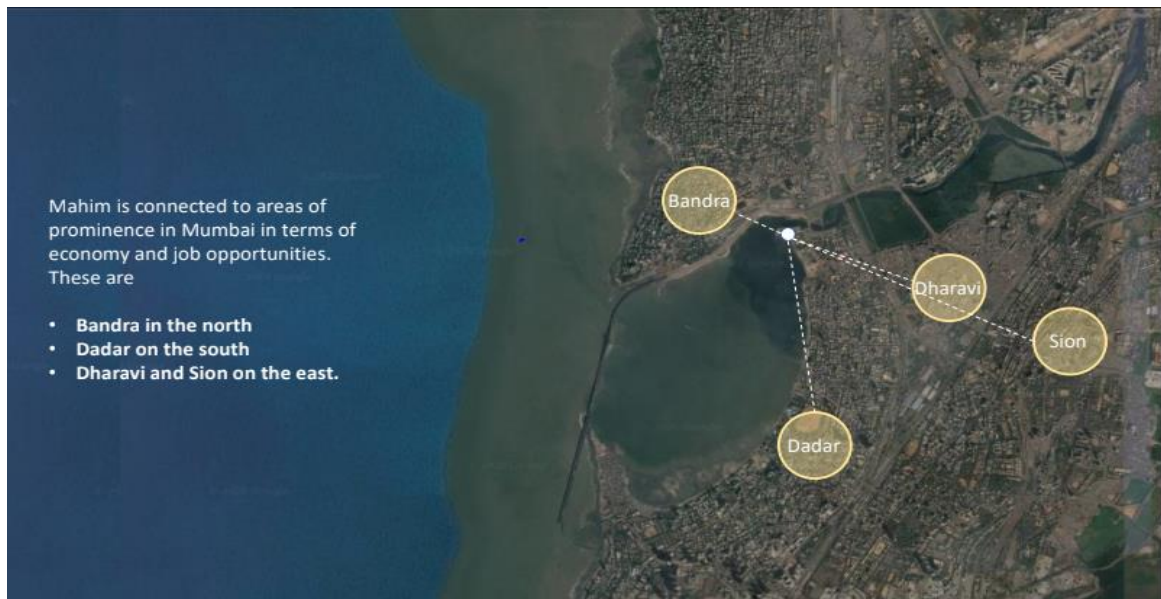 Mahim is connected to areas of
prominence in Mumbai in terms of
economy and job opportunities.
These are
• Bandra in the north
• Dadar on the south
• Dharavi and Sion on the east.
Bandra
Dharavi
Sion
Dadar